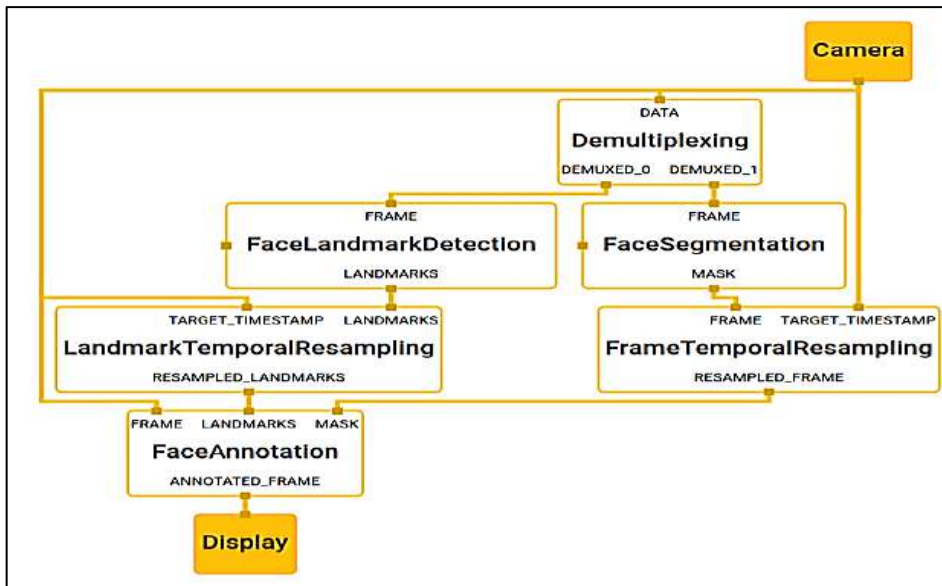 Camera
DATA
Demultiplexing
DEMUXED_0 DEMUXED_1
FRAME
FaceLandmarkDetection
LANDMARKS
FRAME
FaceSegmentation
MASK
TARGET_TIMESTAMP LANDMARKS
LandmarkTemporalResampling
RESAMPLED_LANDMARKS
FRAME TARGET_TIMESTAMP
FrameTemporalResampling
RESAMPLED_FRAME
FRAME LANDMARKS MASK
FaceAnnotation
ANNOTATED_FRAME
Display